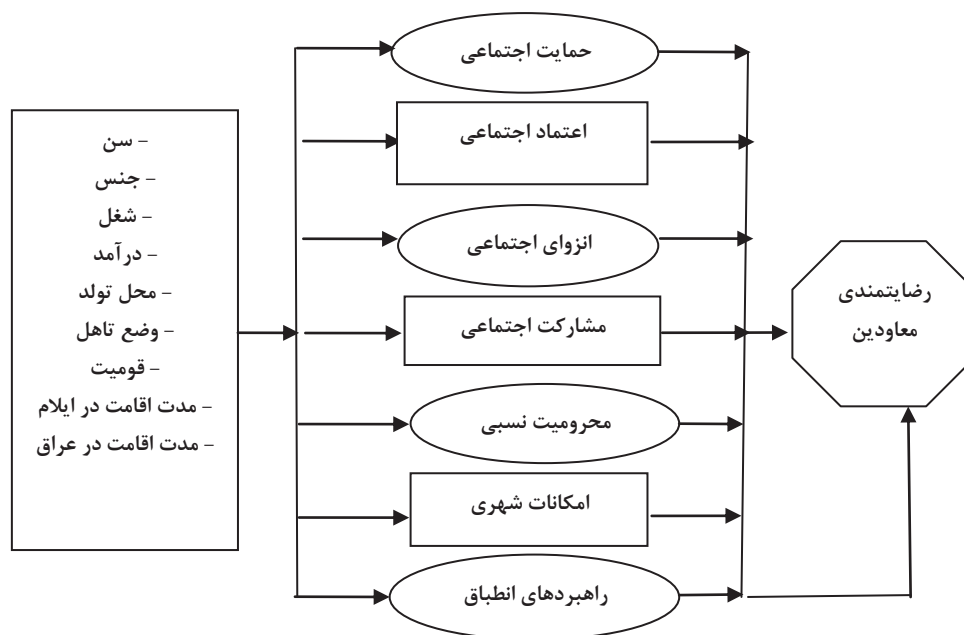 حمایت اجتماعی
اعتماد اجتماعی
انزوای اجتماعی
مشارکت اجتماعی
محرومیت نسبی
امکانات شهری
راهبردهای انطباق
– سن
– جنس
– شغل
– درآمد
– محل تولد
– وضع تاهل
– قومیت
– مدت اقامت در ایلام
– مدت اقامت در عراق
رضایتمندی
معاودین